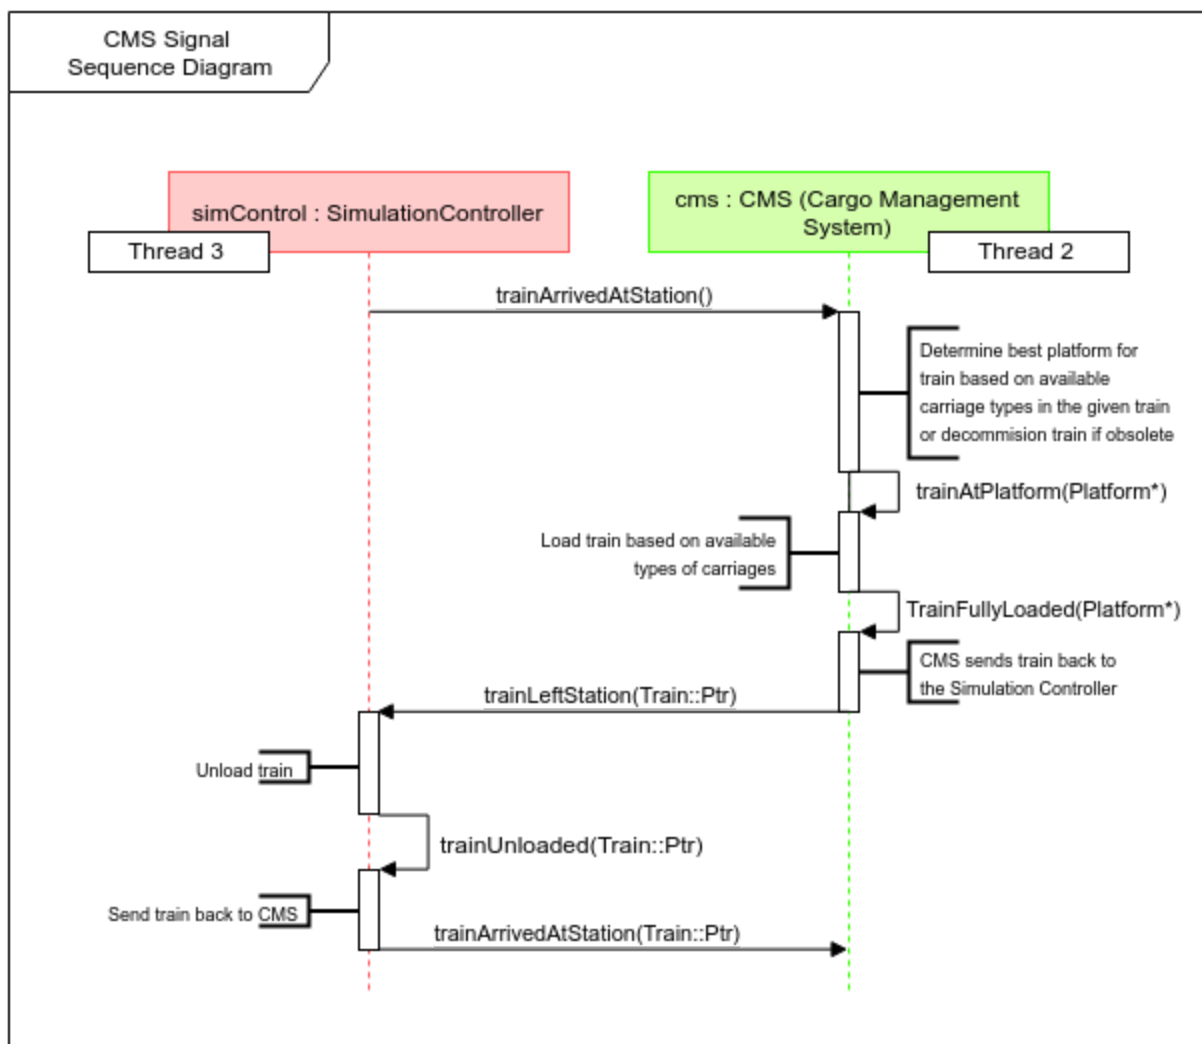 CMS Signal
Sequence Diagram
simControl : SimulationController
cms : CMS (Cargo Management
System)
Thread 3
Thread 2
trainArrivedAtStation()
Determine best platform for
train based on available
carriage types in the given train
or decommision train if obsolete
trainAtPlatform(Platform*)
Load train based on available
types of carriages
TrainFullyLoaded(Platform*)
CMS sends train back to
the Simulation Controller
trainLeftStation(Train::Ptr)
Unload train
trainUnloaded(Train::Ptr)
Send train back to CMS
trainArrivedAtStation(Train::Ptr)